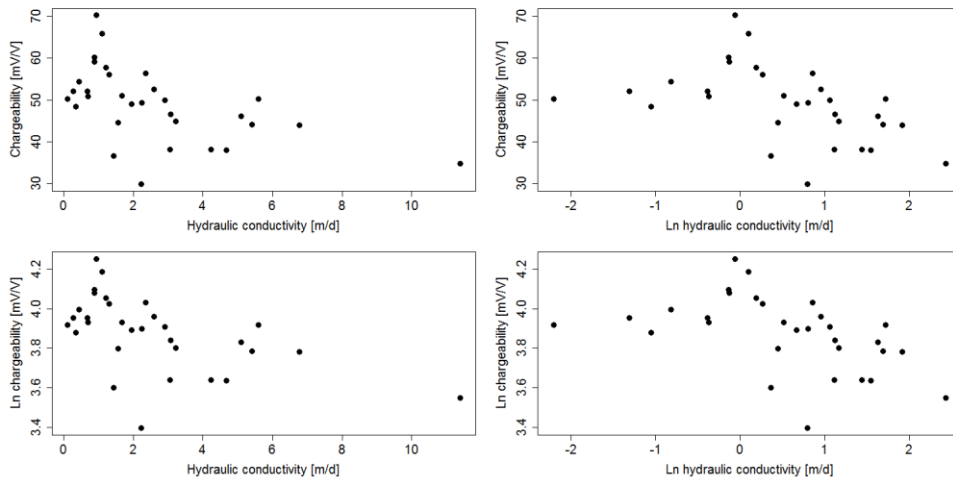 Chargeability [mV/V]
70
60
50
40
30
0 2 4 6 8 10
Hydraulic conductivity [m/d]
Chargeability [mV/V]
70
60
50
40
30
-2 -1 0 1 2
Ln hydraulic conductivity [m/d]
Ln chargeability [mV/V]
4.2
4.0
3.8
3.6
3.4
0 2 4 6 8 10
Hydraulic conductivity [m/d]
Ln chargeability [mV/V]
4.2
4.0
3.8
3.6
3.4
-2 -1 0 1 2
Ln hydraulic conductivity [m/d]